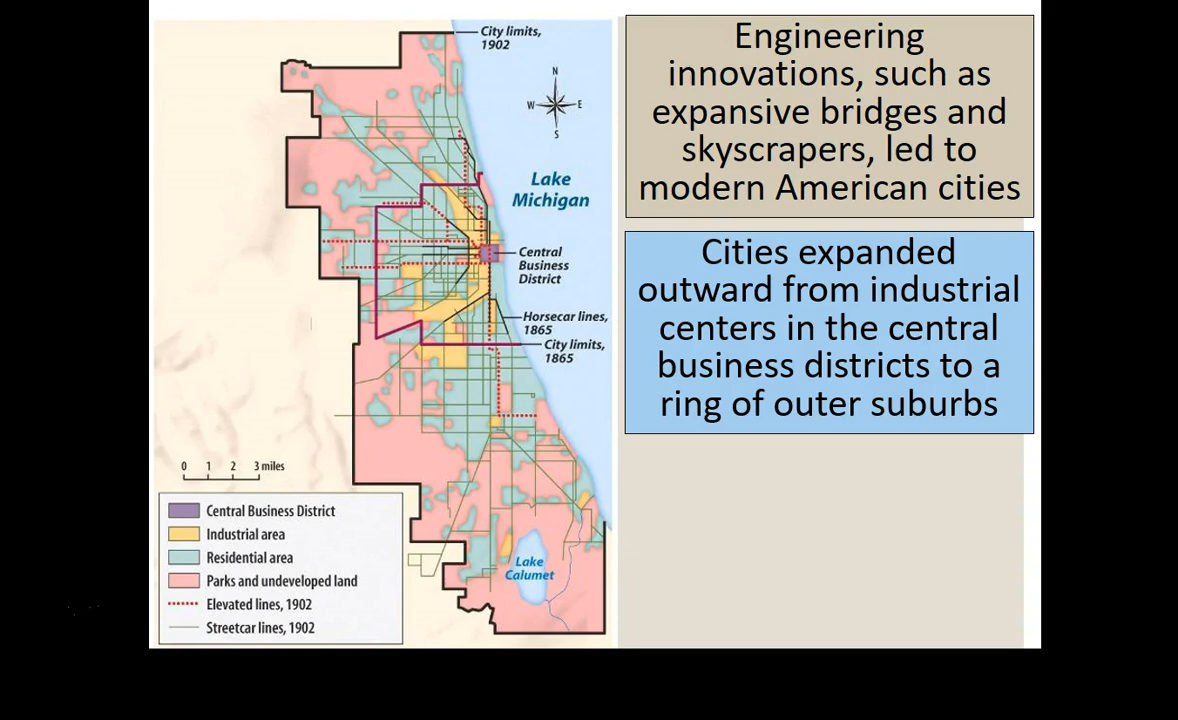 City limits,
1902
N
W
E
S
Lake
Michigan
Central
Business
District
Horsecar lines,
1865
City limits,
1865
0 1 2 3 miles
Central Business District
Industrial area
Residential area
Parks and undeveloped land
Elevated lines, 1902
Streetcar lines, 1902
Lake
Calumet
Engineering
innovations, such as
expansive bridges and
skyscrapers, led to
modern American cities
Cities expanded
outward from industrial
centers in the central
business districts to a
ring of outer suburbs